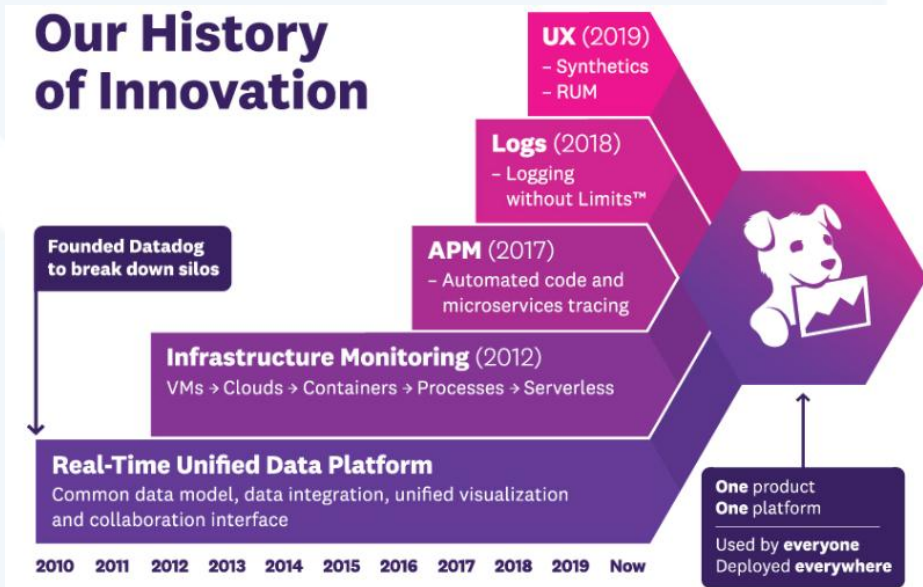 Our History
of Innovation
UX (2019)
– Synthetics
– RUM
Logs (2018)
– Logging
without Limits™
Founded Datadog
to break down silos
APM (2017)
– Automated code and
microservices tracing
Infrastructure Monitoring (2012)
VMs → Clouds → Containers → Processes → Serverless
Real-Time Unified Data Platform
Common data model, data integration, unified visualization
and collaboration interface
One product
One platform
Used by everyone
Deployed everywhere
2010 2011 2012 2013 2014 2015 2016 2017 2018 2019 Now